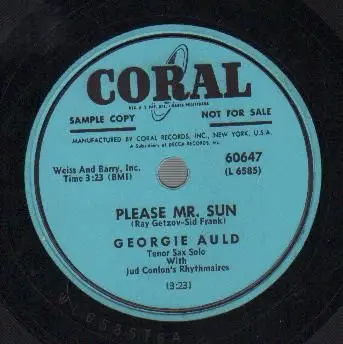 CORAL
SAMPLE COPY NOT FOR SALE
MANUFACTURED BY CORAL RECORDS, INC., NEW YORK, U.S.A.
A Subsidiary of DECCA RECORDS, INC.
Weiss And Barry, Inc.
Time 3:23 (BMI)
60647
(L 6585)
PLEASE MR. SUN
(Ray Getzov-Sid Frank)
GEORGIE AULD
Tenor Sax Solo
With
Jud Conlon's Rhythmaires
(3:23)